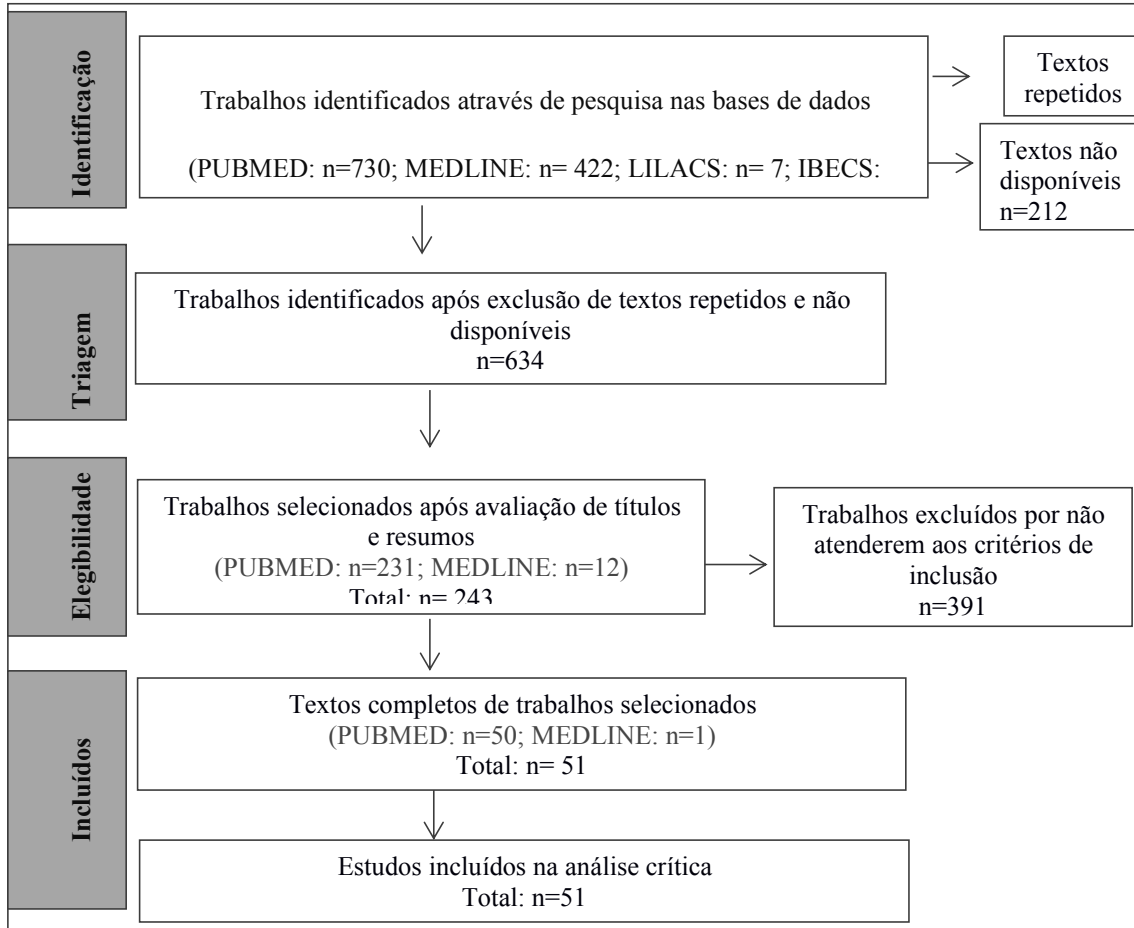 Identificação
Trabalhos identificados através de pesquisa nas bases de dados
(PUBMED: n=730; MEDLINE: n= 422; LILACS: n= 7; IBECS:
Textos
repetidos
Textos não
disponíveis
n=212
Triagem
Trabalhos identificados após exclusão de textos repetidos e não
disponíveis
n=634
Elegibilidade
Trabalhos selecionados após avaliação de títulos
e resumos
(PUBMED: n=231; MEDLINE: n=12)
Total: n= 243
Trabalhos excluídos por não
atenderem aos critérios de
inclusão
n=391
Incluídos
Textos completos de trabalhos selecionados
(PUBMED: n=50; MEDLINE: n=1)
Total: n= 51
Estudos incluídos na análise crítica
Total: n=51